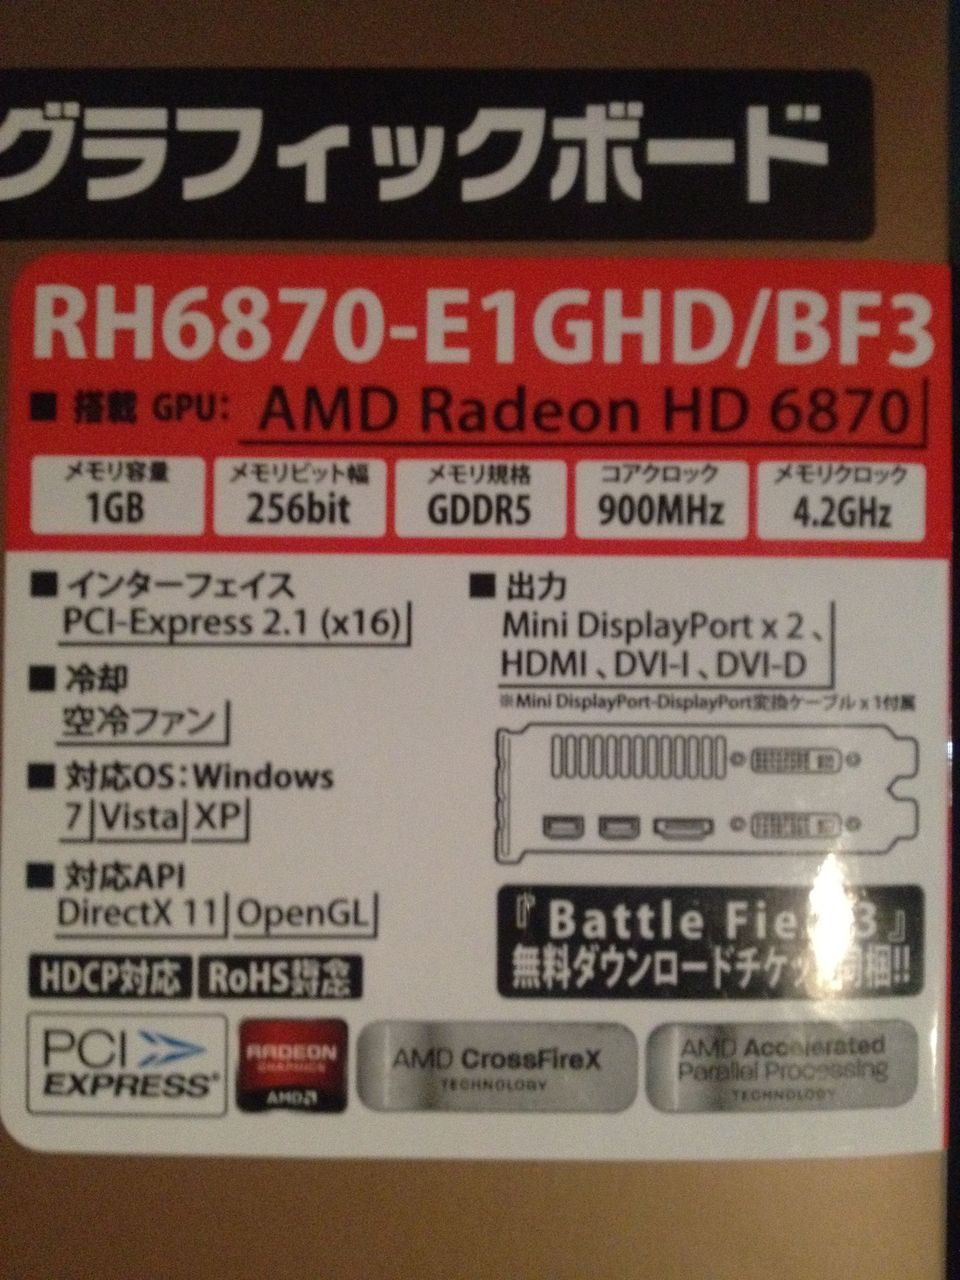 グラフィックボード
RH6870-E1GHD/BF3
■ 搭載 GPU: AMD Radeon HD 6870
メモリ容量
1GB
メモリビット幅
256bit
メモリ規格
GDDR5
コアクロック
900MHz
メモリクロック
4.2GHz
■ インターフェイス
PCI-Express 2.1 (x16)
■ 冷却
空冷ファン
■ 対応OS:Windows
7 Vista XP
■ 対応API
DirectX 11 OpenGL
HDCP対応 RoHS指令
■ 出力
Mini DisplayPort x 2、
HDMI、DVI-I、DVI-D
※Mini DisplayPort-DisplayPort変換ケーブル x 1付属
『Battle 3』
無料ダウンロードチケット同梱!!
PCI
EXPRESS®
RADEON
GRAPHICS
AMD
AMD CrossFireX
TECHNOLOGY
AMD Accelerated
Parallel Processing
TECHNOLOGY